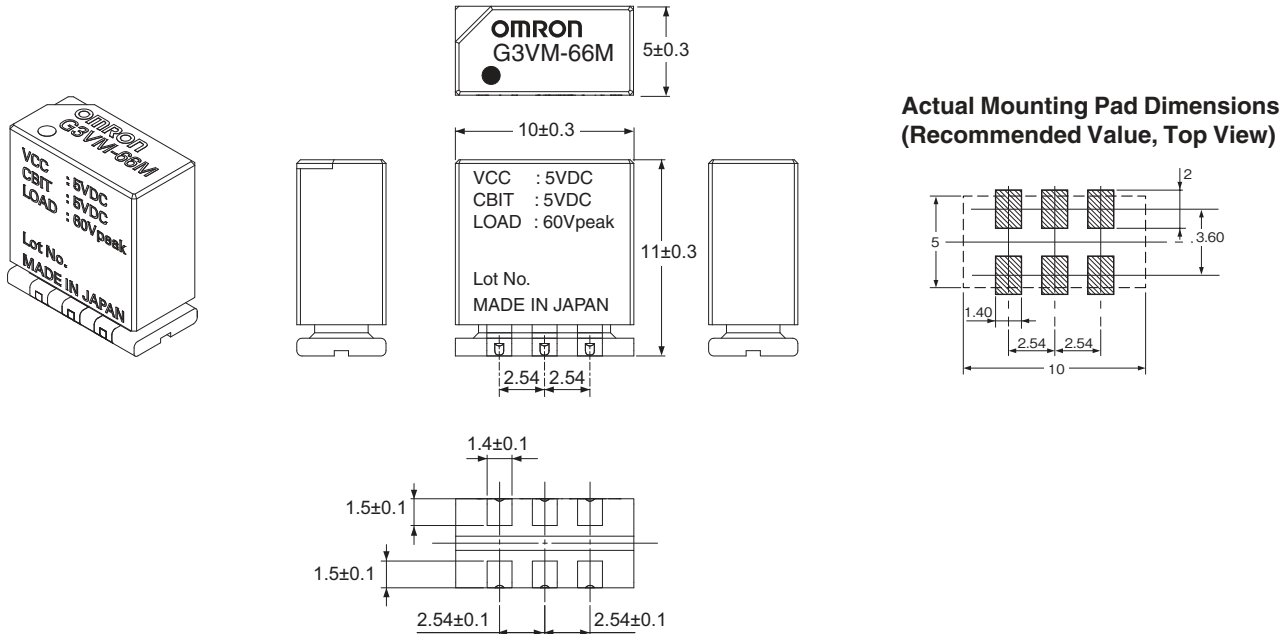 OMRON
G3VM-66M
5±0.3
10±0.3
OMRON
G3VM-66M
VCC : 5VDC
CBIT : 5VDC
LOAD : 60Vpeak
Lot No.
MADE IN JAPAN
VCC : 5VDC
CBIT : 5VDC
LOAD : 60Vpeak
Lot No.
MADE IN JAPAN
11±0.3
2.54 2.54
Actual Mounting Pad Dimensions
(Recommended Value, Top View)
2
5
3.60
1.40
2.54 2.54
10
1.4±0.1
1.5±0.1
1.5±0.1
2.54±0.1 2.54±0.1